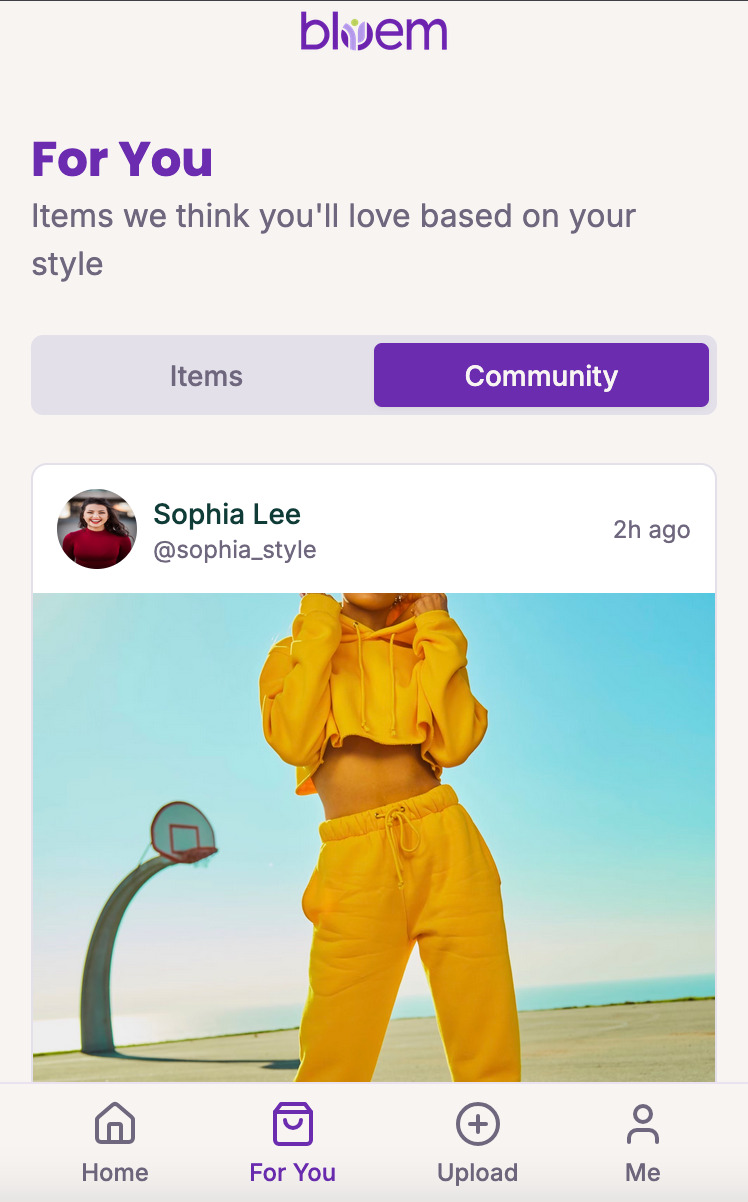 bloem
For You
Items we think you'll love based on your
style
Items
Community
Sophia Lee
@sophia_style
2h ago
Home
For You
Upload
Me